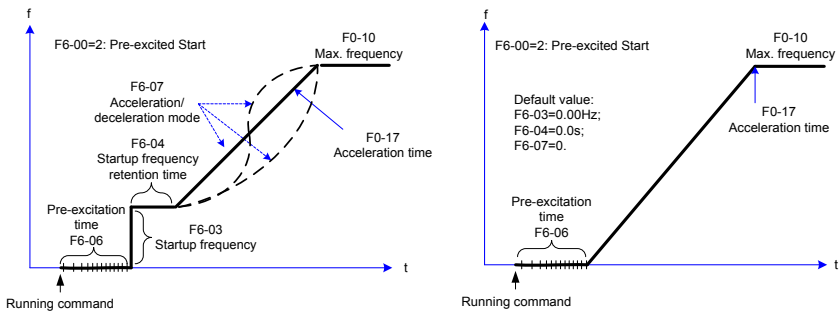 f
F6-00=2: Pre-excited Start
F0-10
Max. frequency
F6-07
Acceleration/
deceleration mode
F6-04
Startup frequency
retention time
F0-17
Acceleration time
Pre-excitation
time
F6-06
F6-03
Startup frequency
t
Running command
f
F6-00=2: Pre-excited Start
F0-10
Max. frequency
Default value:
F6-03=0.00Hz;
F6-04=0.0s;
F6-07=0.
F0-17
Acceleration time
Pre-excitation
time
F6-06
t
Running command